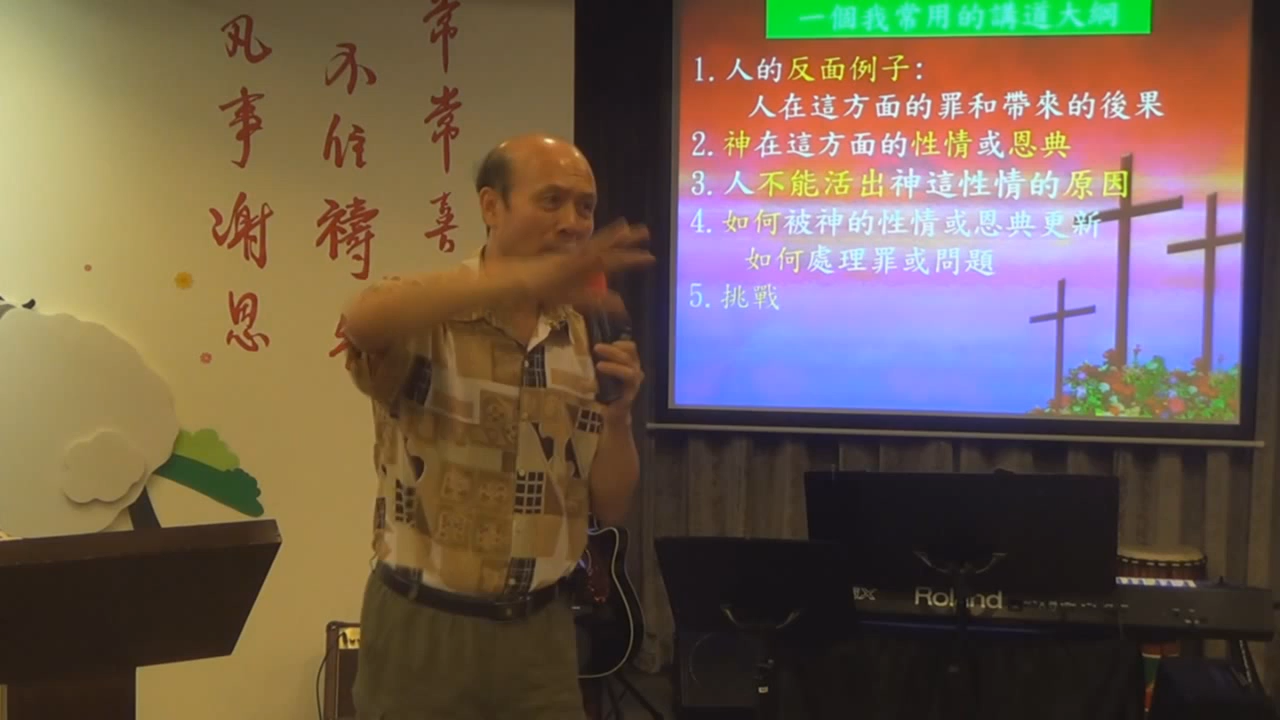 常常喜
不住禱
凡事謝恩
一個我常用的講道大綱
1. 人的反面例子:
人在這方面的罪和帶來的後果
2. 神在這方面的性情或恩典
3. 人不能活出神這性情的原因
4. 如何被神的性情或恩典更新
如何處理罪或問題
5. 挑戰
Roland